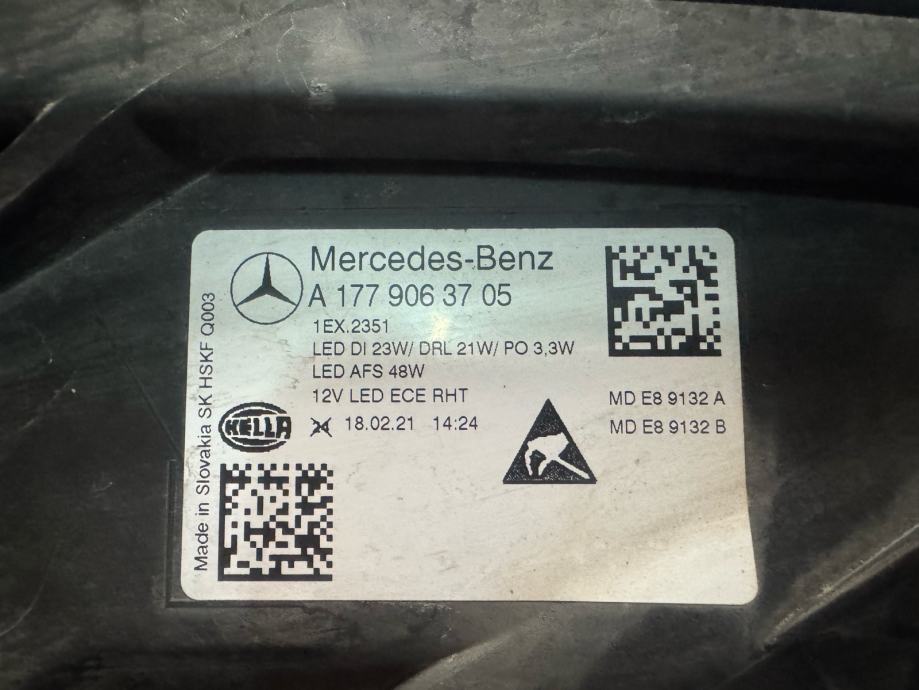 Mercedes-Benz
A 177 906 3705
1EX.2351
LED DI 23W/ DRL 21W/ PO 3,3W
LED AFS 48W
12V LED ECE RHT
18.02.21 14:24
MD E8 9132 A
MD E8 9132 B
HELLA
Made in Slovakia SK HSKF Q003